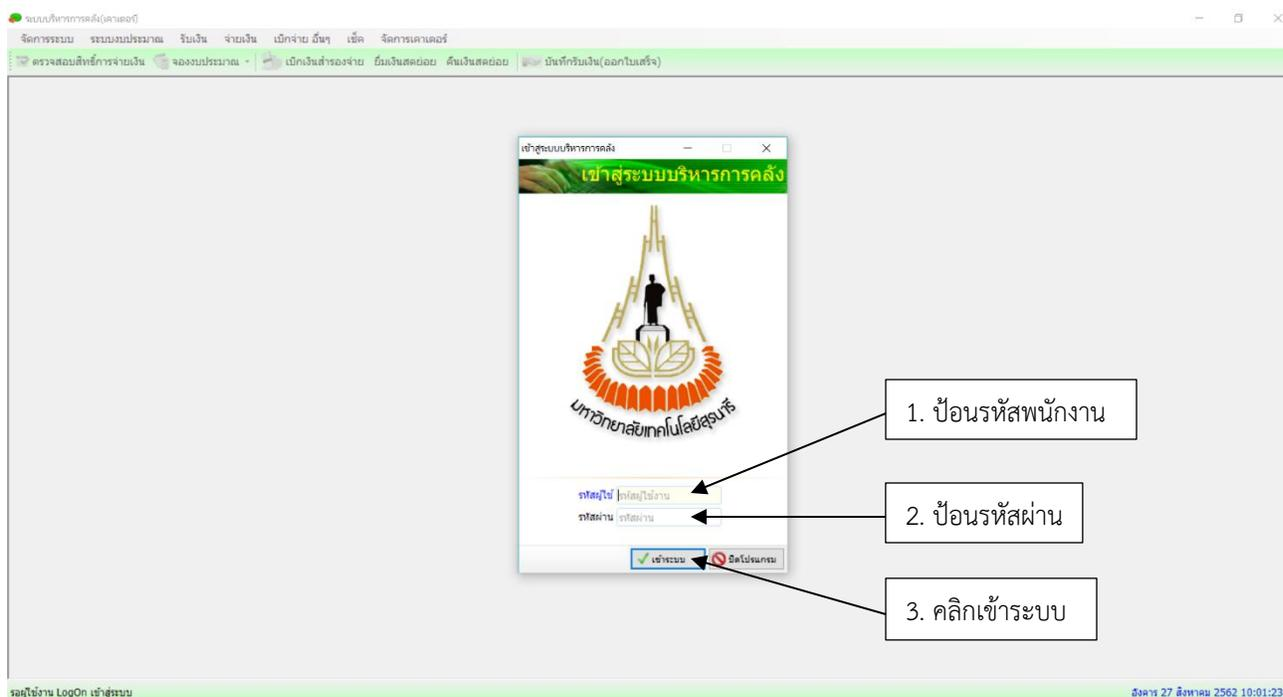 ระบบบริหารการคลัง(เคาเตอร์)
จัดการระบบ ระบบงบประมาณ รับเงิน จ่ายเงิน เบิกจ่าย อื่นๆ เช็ค จัดการเคาเตอร์
ตรวจสอบสิทธิ์การจ่ายเงิน จองงบประมาณ เบิกเงินสำรองจ่าย ยืมเงินสดย่อย คืนเงินสดย่อย บันทึกรับเงิน(ออกใบเสร็จ)
เข้าสู่ระบบบริหารการคลัง
เข้าสู่ระบบบริหารการคลัง
มหาวิทยาลัยเทคโนโลยีสุรนารี
1. ป้อนรหัสพนักงาน
รหัสผู้ใช้ รหัสผู้ใช้งาน
รหัสผ่าน รหัสผ่าน
2. ป้อนรหัสผ่าน
เข้าระบบ ปิดโปรแกรม
3. คลิกเข้าระบบ
รอผู้ใช้งาน LogOn เข้าสู่ระบบ
อังคาร 27 สิงหาคม 2562 10:01:23